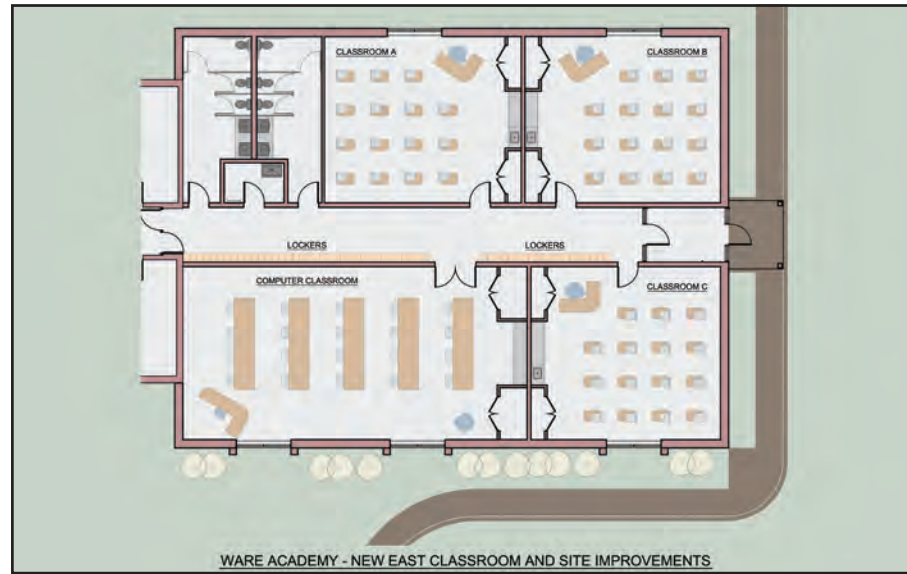 CLASSROOM A
CLASSROOM B
LOCKERS
LOCKERS
COMPUTER CLASSROOM
CLASSROOM C
WARE ACADEMY - NEW EAST CLASSROOM AND SITE IMPROVEMENTS